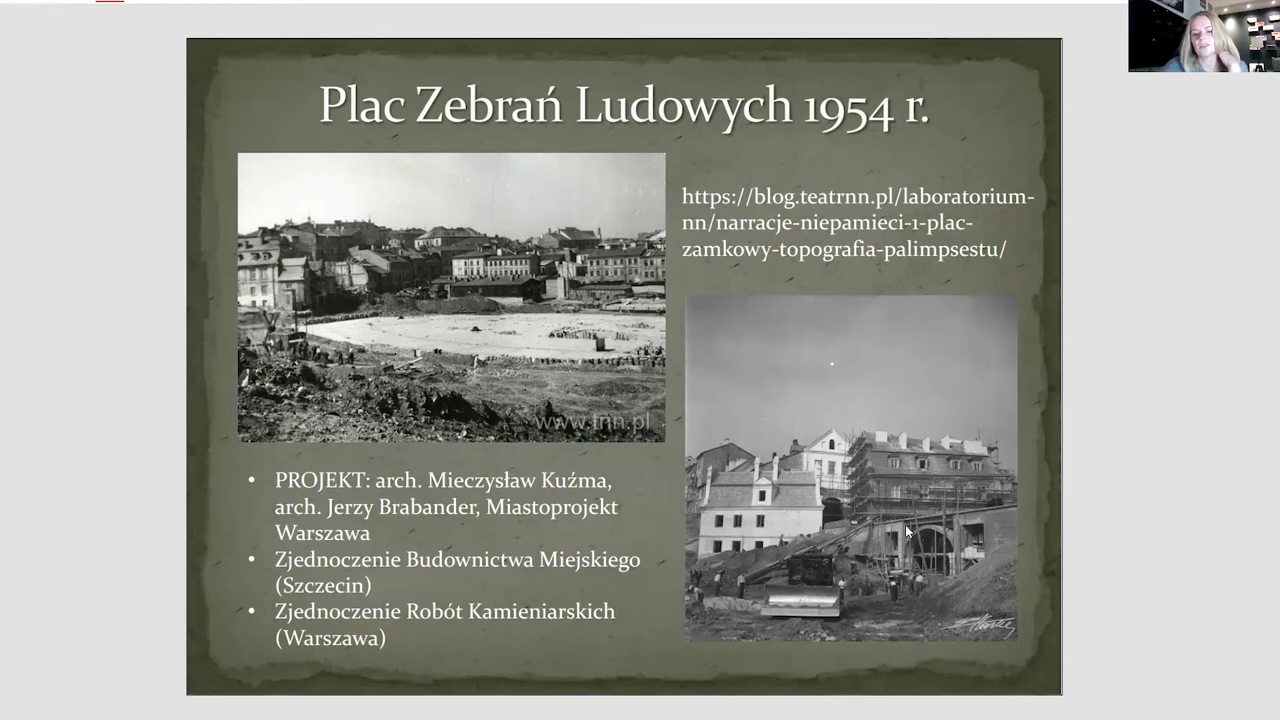 Plac Zebrań Ludowych 1954 r.
https://blog.teatrnn.pl/laboratorium-
nn/narracje-niepamieci-1-plac-
zamkowy-topografia-palimpsestu/
www.tnn.pl
• PROJEKT: arch. Mieczysław Kuźma,
arch. Jerzy Brabander, Miastoprojekt
Warszawa
• Zjednoczenie Budownictwa Miejskiego
(Szczecin)
• Zjednoczenie Robót Kamieniarskich
(Warszawa)